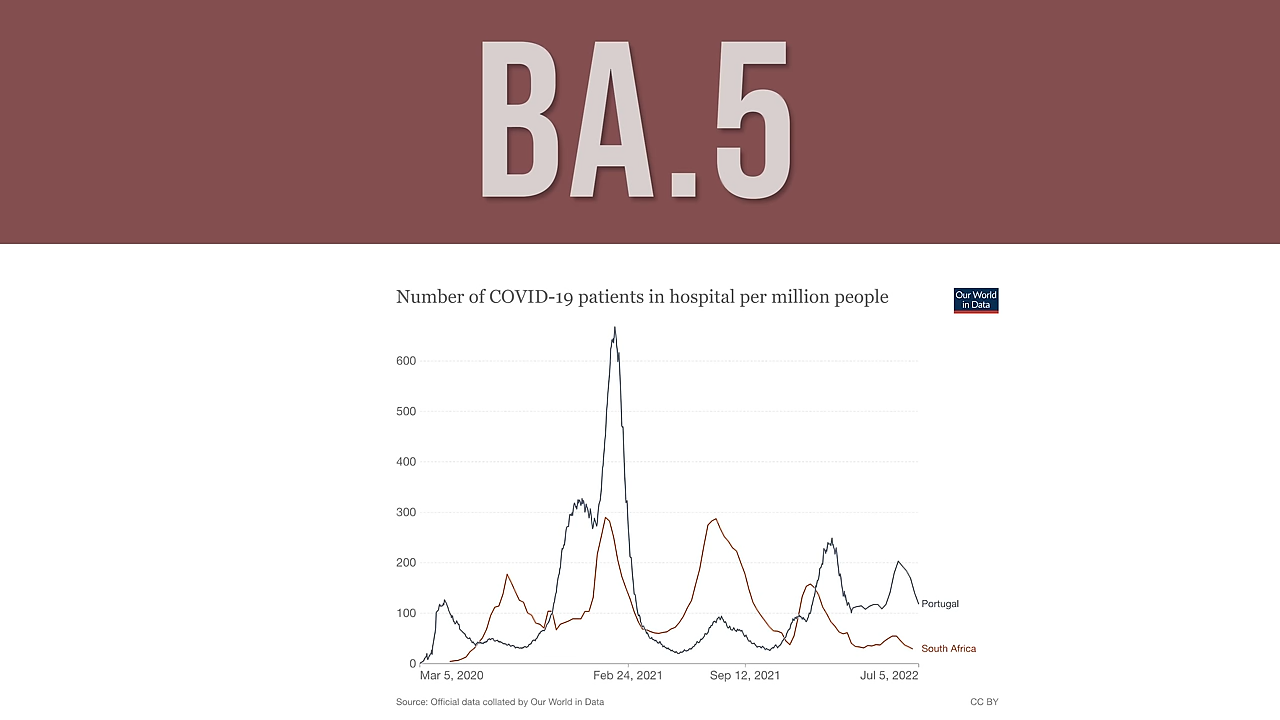 BA.5
Number of COVID-19 patients in hospital per million people
Our World
in Data
600
500
400
300
200
100
0
Portugal
South Africa
Mar 5, 2020
Feb 24, 2021
Sep 12, 2021
Jul 5, 2022
Source: Official data collated by Our World in Data
CC BY